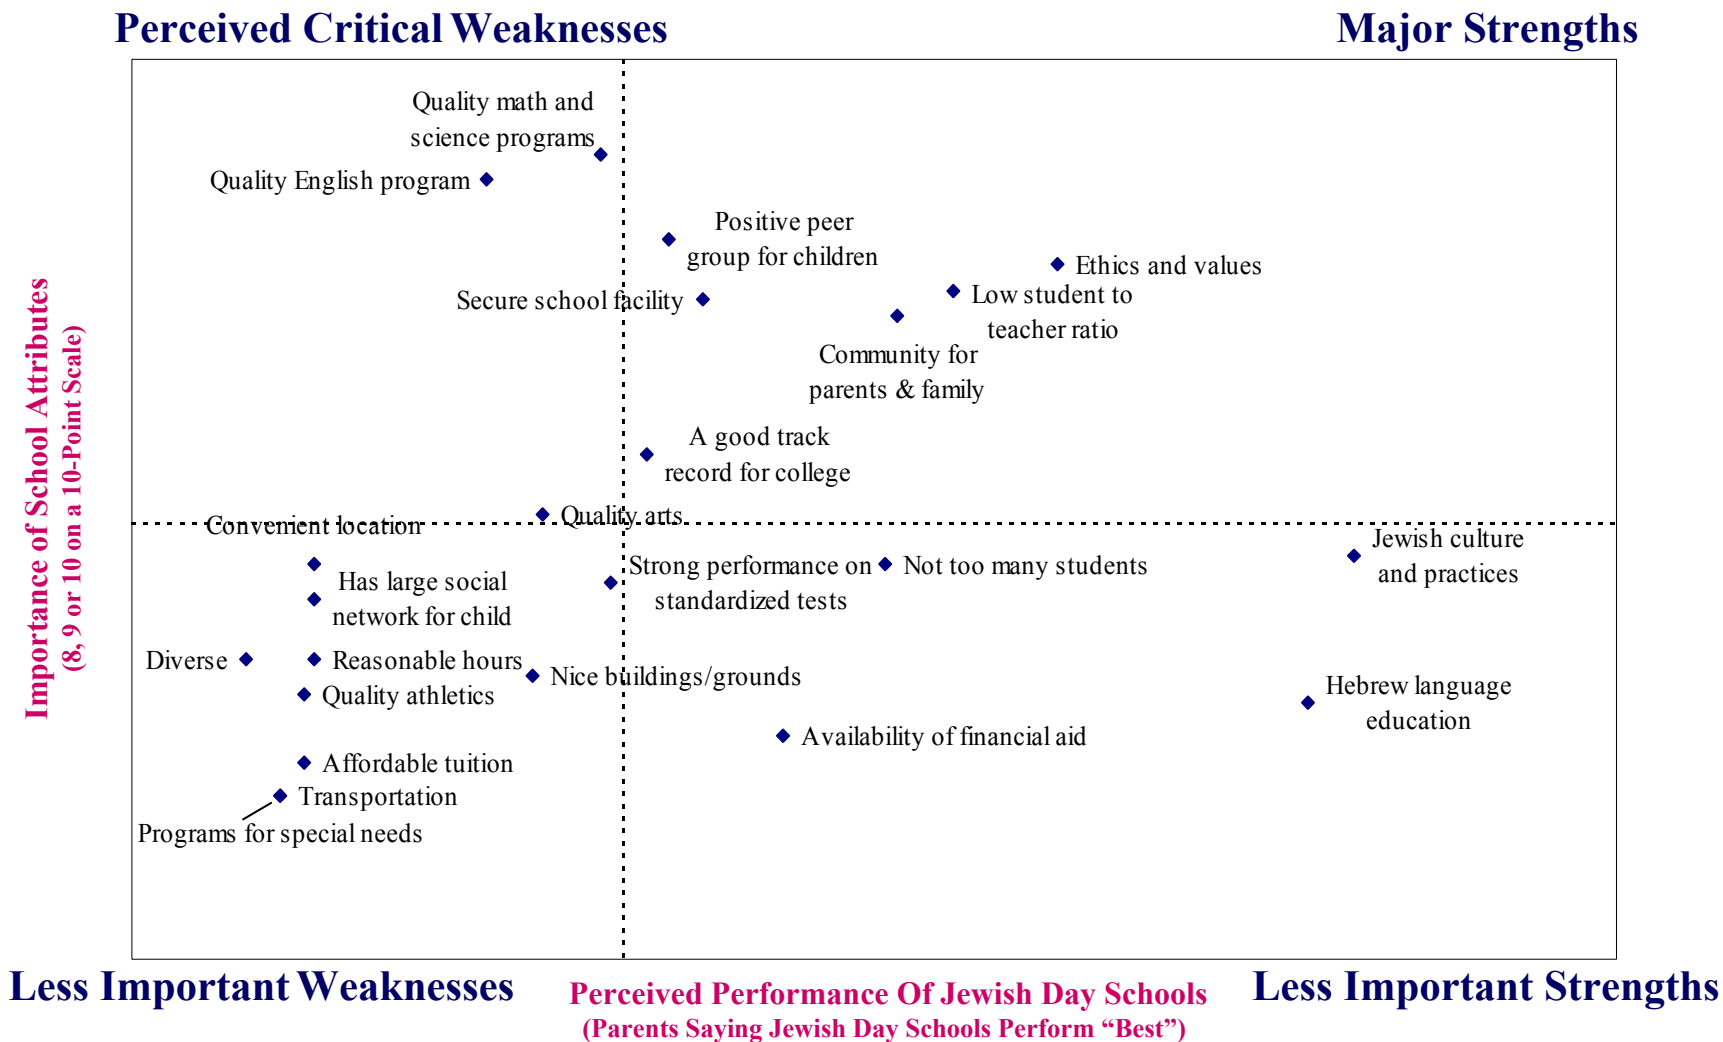 Perceived Critical Weaknesses
Major Strengths
Quality math and
science programs
Quality English program
Positive peer
group for children
Ethics and values
Secure school facility
Low student to
teacher ratio
Community for
parents & family
A good track
record for college
Quality arts
Convenient location
Jewish culture
and practices
Strong performance on
standardized tests
Not too many students
Has large social
network for child
Diverse
Reasonable hours
Nice buildings/grounds
Quality athletics
Hebrew language
education
Availability of financial aid
Affordable tuition
Transportation
Programs for special needs
Importance of School Attributes
(8, 9 or 10 on a 10-Point Scale)
Less Important Weaknesses
Perceived Performance Of Jewish Day Schools
(Parents Saying Jewish Day Schools Perform “Best”)
Less Important Strengths